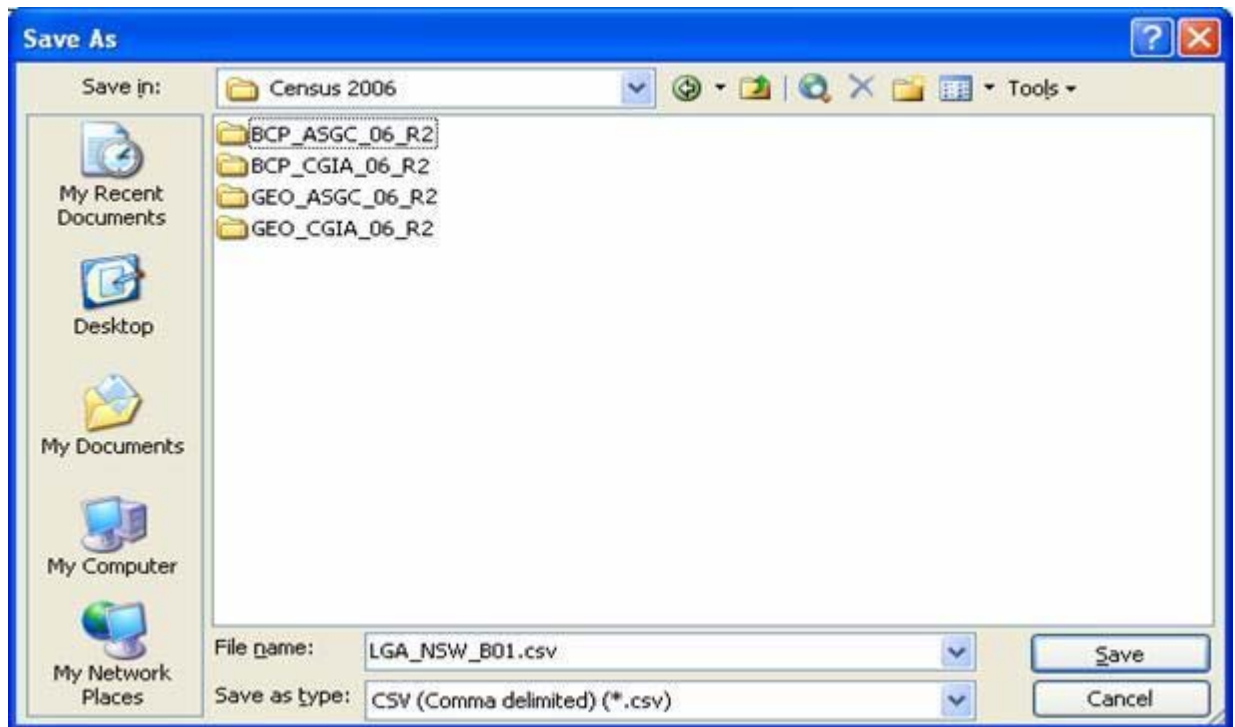 Save As
Save in:
Census 2006
Tools
BCP_ASGC_06_R2
BCP_CGIA_06_R2
GEO_ASGC_06_R2
GEO_CGIA_06_R2
My Recent
Documents
Desktop
My Documents
My Computer
My Network
Places
File name:
LGA_NSW_B01.csv
Save
Save as type:
CSV (Comma delimited) (*.csv)
Cancel